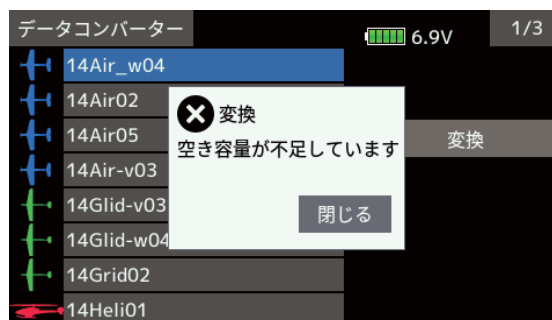 データコンバーター
6.9V
1/3
14Air_w04
14Air02
14Air05
14Air-v03
14Glid-v03
14Glid-w04
14Grid02
14Heli01
変換
空き容量が不足しています
閉じる
変換